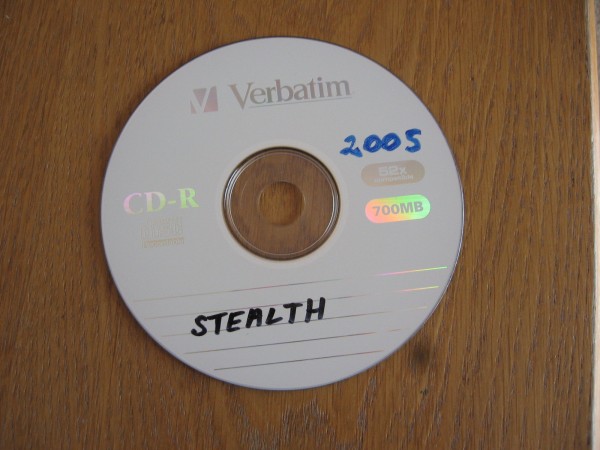 Verbatim
2005
52x
CD-R
700MB
STEALTH